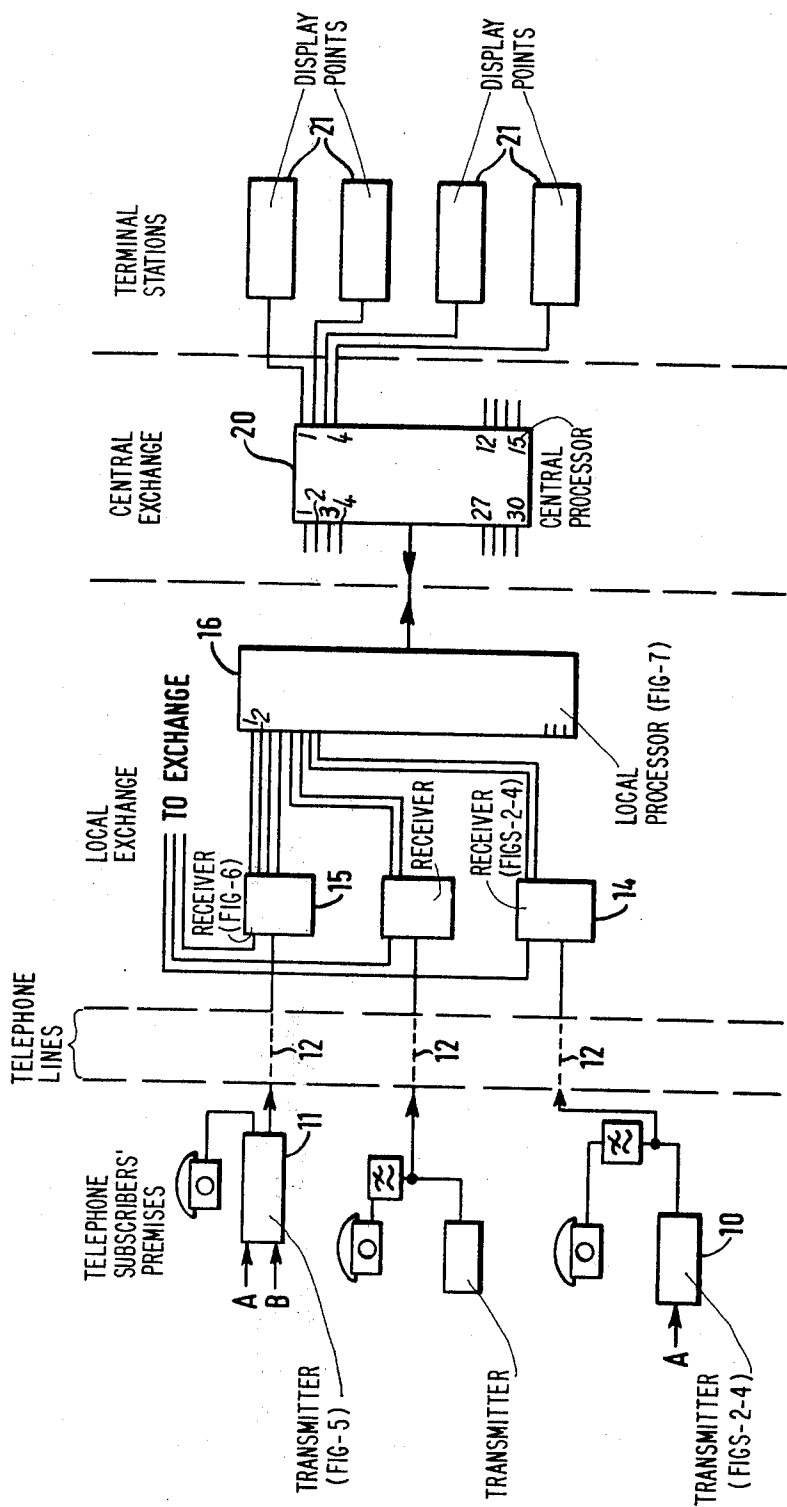 TELEPHONE
SUBSCRIBERS'
PREMISES
TELEPHONE
LINES
LOCAL
EXCHANGE
CENTRAL
EXCHANGE
TERMINAL
STATIONS
TO EXCHANGE
A
B
11
TRANSMITTER
(FIG-5)
12
RECEIVER
(FIG-6)
15
TRANSMITTER
12
RECEIVER
A
10
TRANSMITTER
(FIGS-2-4)
12
RECEIVER
(FIGS-2-4)
14
16
1
2
LOCAL
PROCESSOR (FIG-7)
20
1
2
3
4
27
30
1
4
12
15
CENTRAL
PROCESSOR
21
DISPLAY
POINTS
21
DISPLAY
POINTS